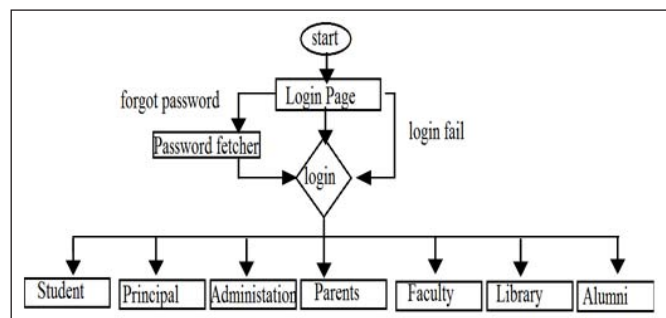 start
Login Page
forgot password
login fail
Password fetcher
login
Student
Principal
Administation
Parents
Faculty
Library
Alumni